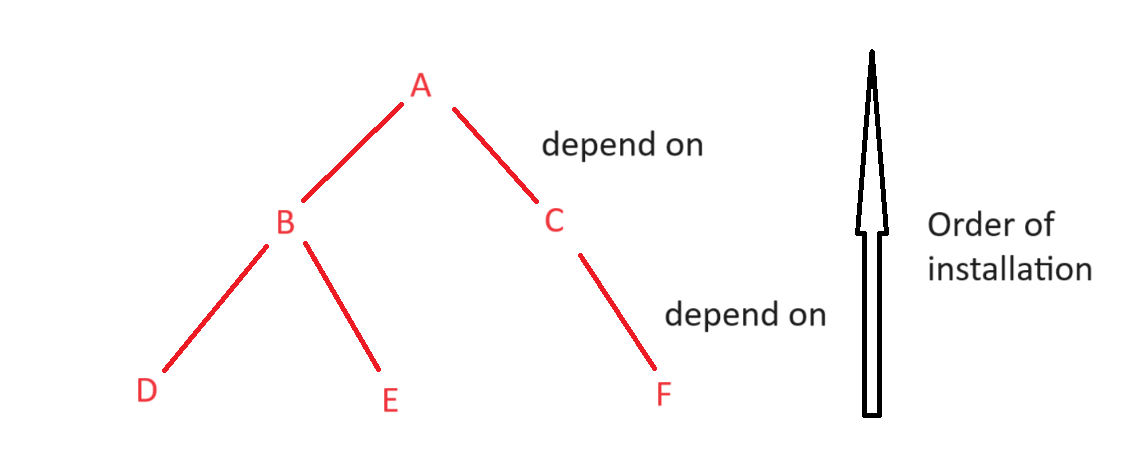 A
depend on
B
C
Order of
installation
depend on
D
E
F